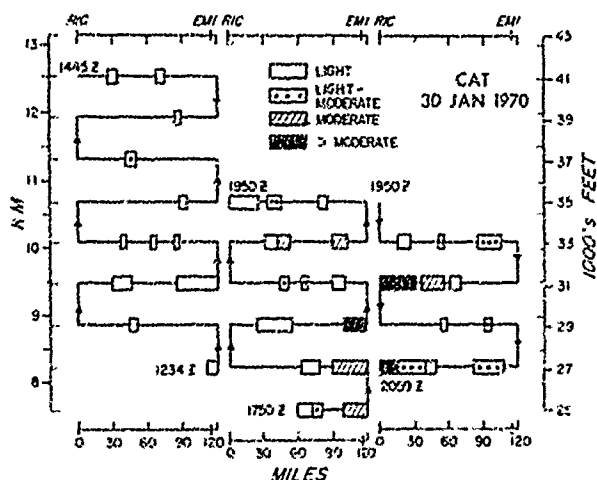 RIC EMI RIC EMI RIC EMI
13 43
1445 Z
LIGHT
LIGHT -
MODERATE
MODERATE
> MODERATE
CAT
30 JAN 1970
41
12 39
37
11
1950 Z 1950 Z
35
KM
10 33
1000's FEET
31
9 29
1234 Z
27
8
1750 Z
25
0 30 60 90 120 0 30 60 90 120 0 30 60 90 120
MILES